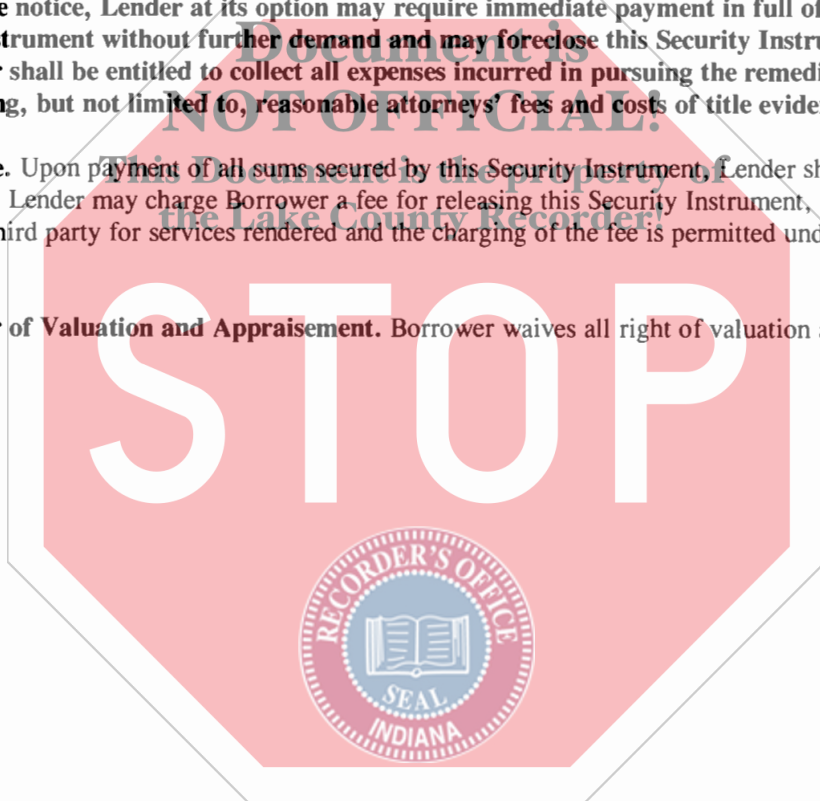 notice, Lender at its option may require immediate payment in full of
strument without further demand and may foreclose this Security Instru
shall be entitled to collect all expenses incurred in pursuing the remedi
ng, but not limited to, reasonable attorneys' fees and costs of title evide
Document is
NOT OFFICIAL!
This Document is the property of
the Lake County Recorder!
e. Upon payment of all sums secured by this Security Instrument, Lender sh
Lender may charge Borrower a fee for releasing this Security Instrument,
hird party for services rendered and the charging of the fee is permitted und
of Valuation and Appraisement. Borrower waives all right of valuation
STOP
RECORDER'S OFFICE
SEAL
INDIANA